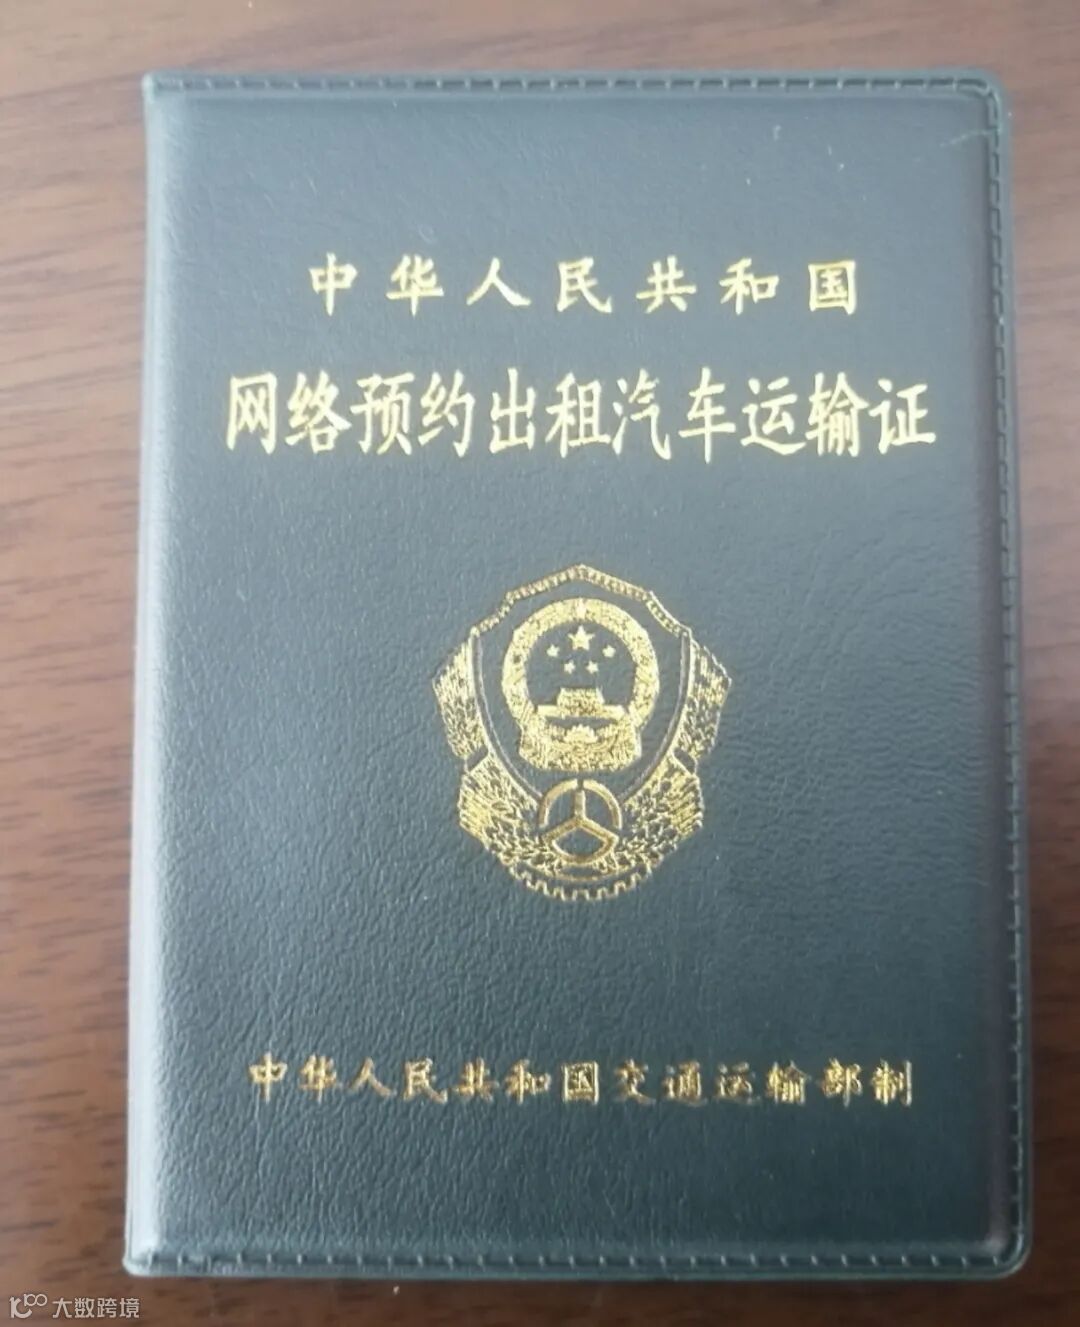 中华人民共和国
网络预约出租汽车运输证
中华人民共和国交通运输部制
大数跨境